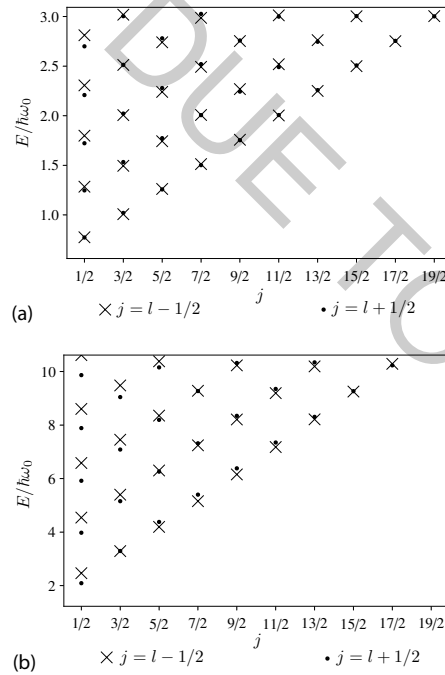 DUE TO
3.0
2.5
2.0
1.5
1.0
E/ħω₀
1/2 3/2 5/2 7/2 9/2 11/2 13/2 15/2 17/2 19/2
j
(a) × j = l − 1/2 • j = l + 1/2
10
8
6
4
2
E/ħω₀
1/2 3/2 5/2 7/2 9/2 11/2 13/2 15/2 17/2 19/2
j
(b) × j = l − 1/2 • j = l + 1/2